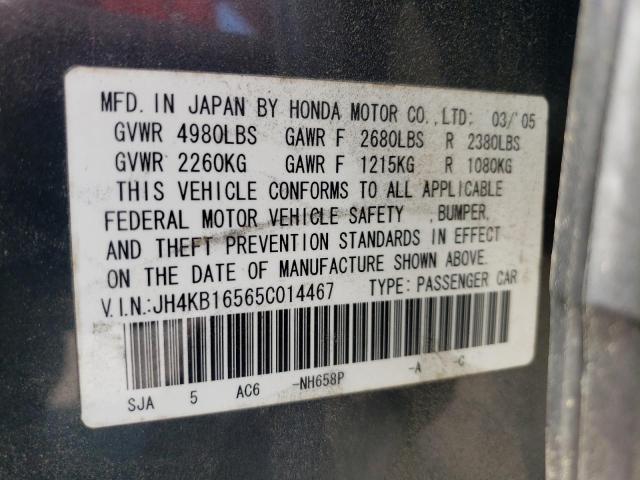 MFD. IN JAPAN BY HONDA MOTOR CO.,LTD: 03/'05
GVWR 4980LBS GAWR F 2680LBS R 2380LBS
GVWR 2260KG GAWR F 1215KG R 1080KG
THIS VEHICLE CONFORMS TO ALL APPLICABLE
FEDERAL MOTOR VEHICLE SAFETY , BUMPER,
AND THEFT PREVENTION STANDARDS IN EFFECT
ON THE DATE OF MANUFACTURE SHOWN ABOVE.
V.I.N.:JH4KB16565C014467 TYPE: PASSENGER CAR
SJA 5 AC6 -NH658P -A -C